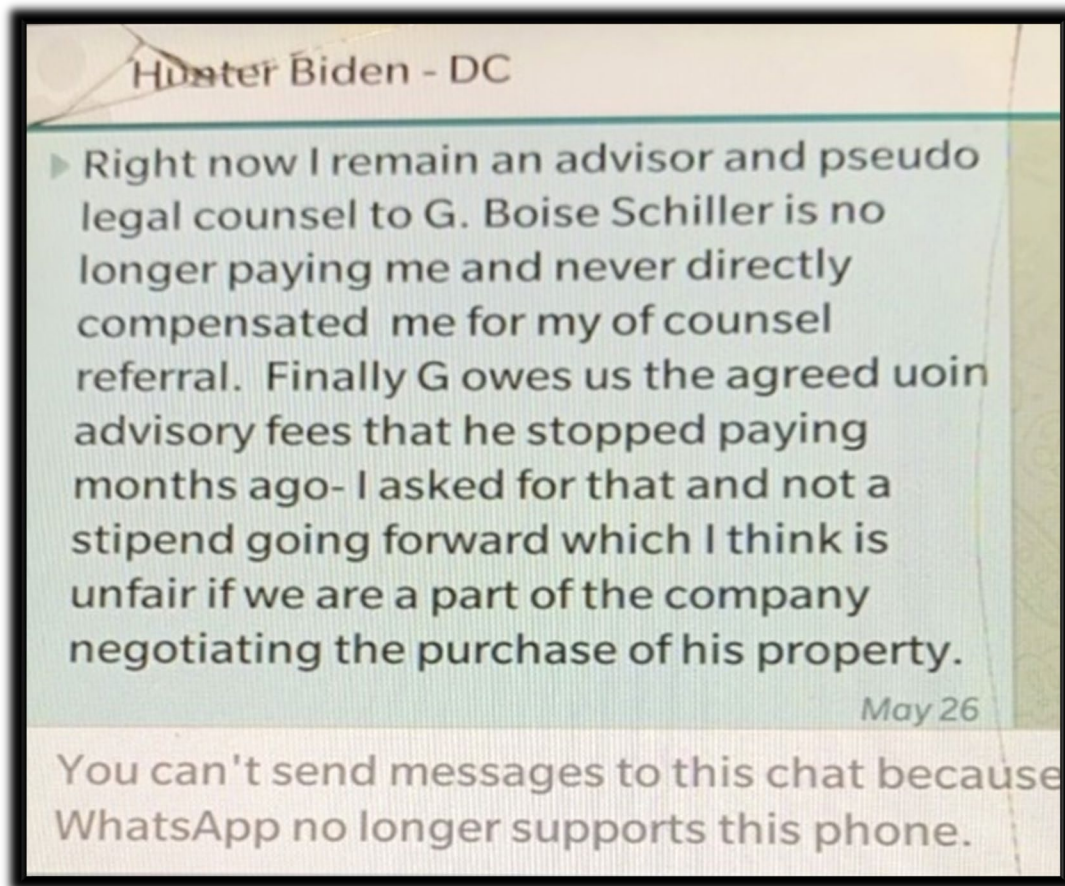 Hunter Biden - DC
Right now I remain an advisor and pseudo
legal counsel to G. Boise Schiller is no
longer paying me and never directly
compensated  me for my of counsel
referral.  Finally G owes us the agreed uoin
advisory fees that he stopped paying
months ago- I asked for that and not a
stipend going forward which I think is
unfair if we are a part of the company
negotiating the purchase of his property.
May 26
You can't send messages to this chat because
WhatsApp no longer supports this phone.